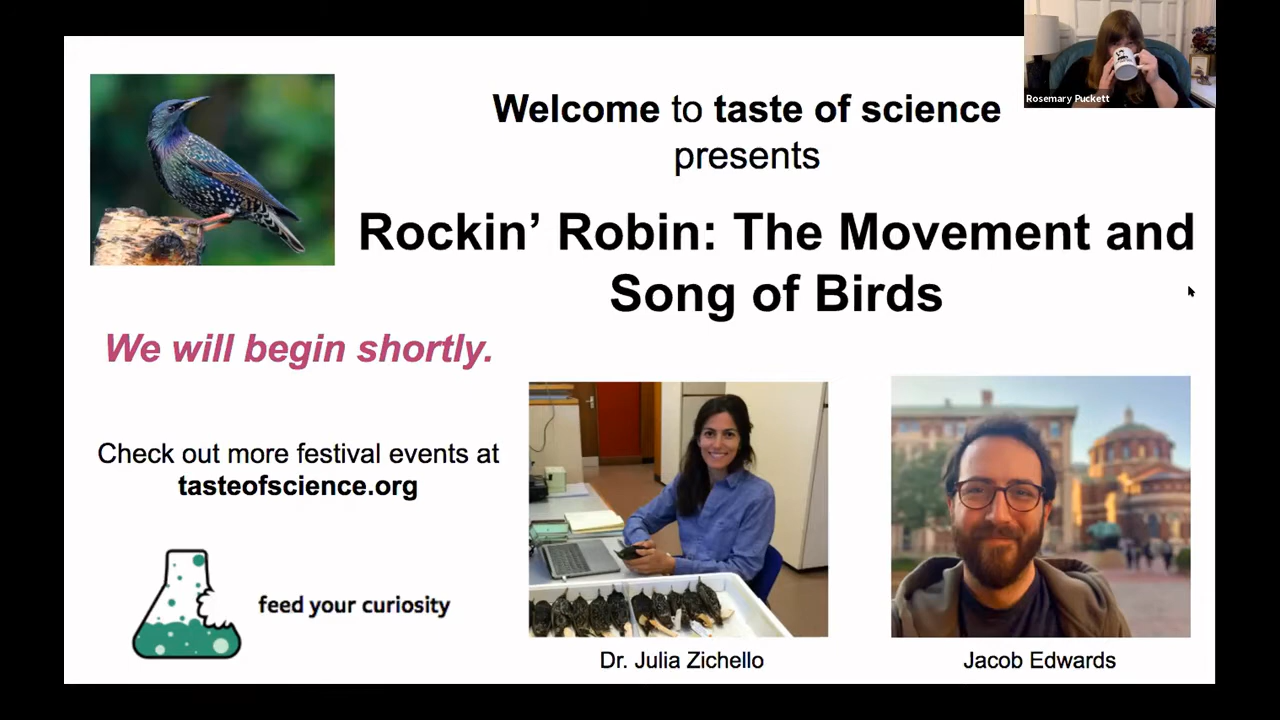 Rosemary Puckett
Welcome to taste of science
presents
Rockin’ Robin: The Movement and
Song of Birds
We will begin shortly.
Check out more festival events at
tasteofscience.org
feed your curiosity
Dr. Julia Zichello
Jacob Edwards